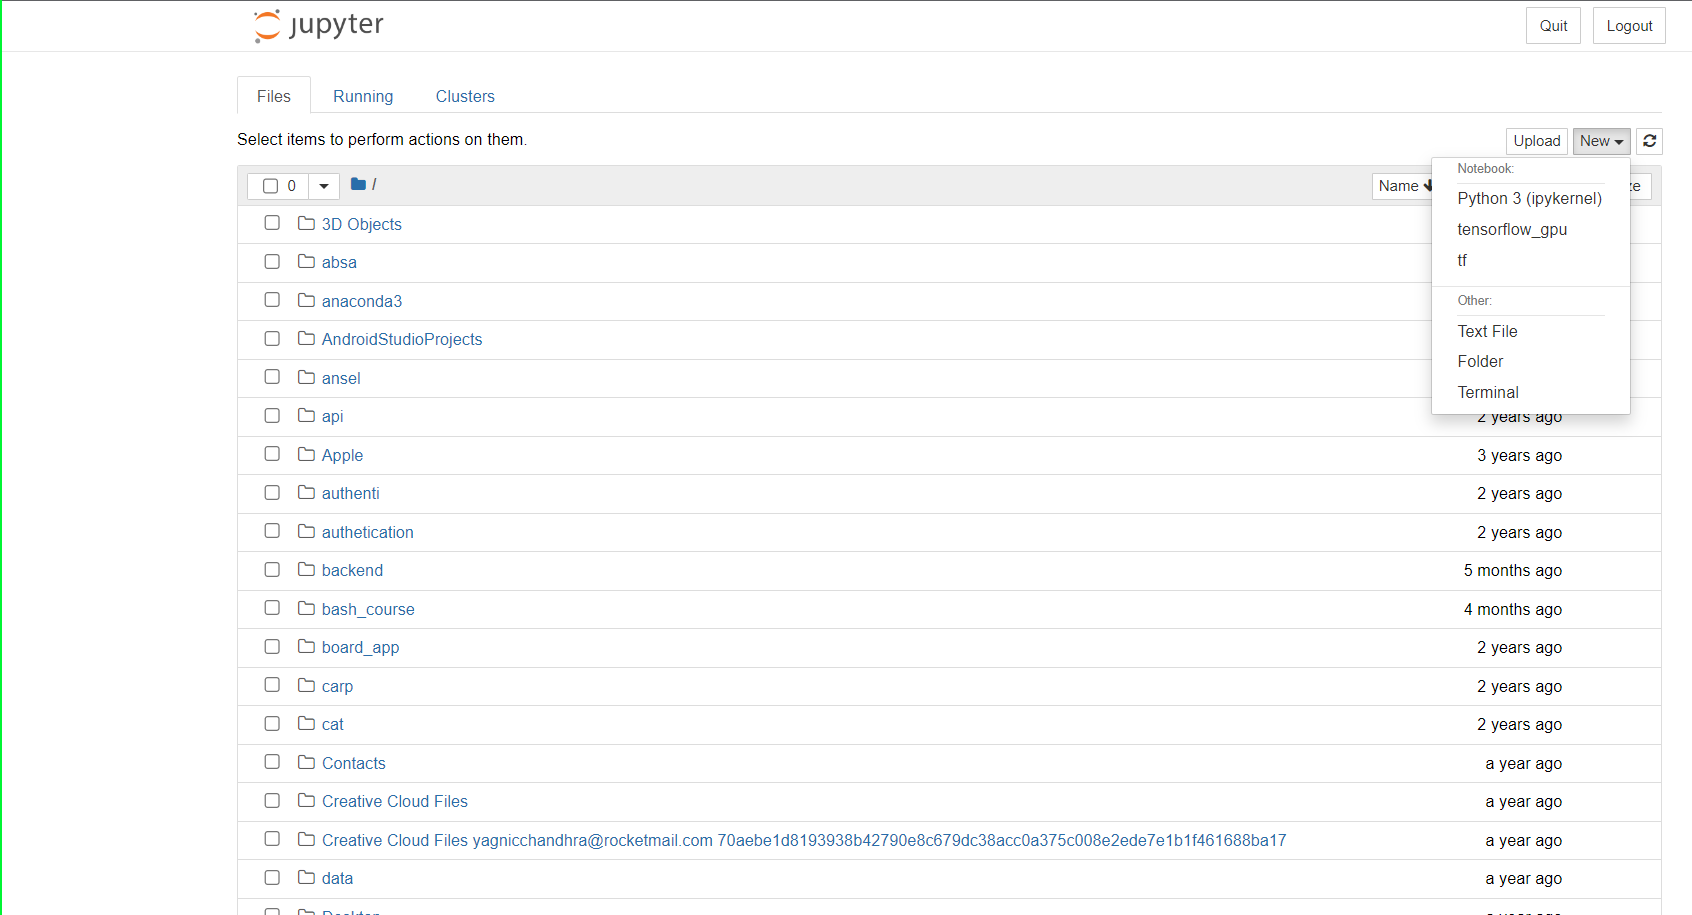 jupyter
Quit
Logout
Files
Running
Clusters
Select items to perform actions on them.
Upload
New
0
/
Name
ze
Notebook:
Python 3 (ipykernel)
tensorflow_gpu
tf
Other:
Text File
Folder
Terminal
3D Objects
absa
anaconda3
AndroidStudioProjects
ansel
api 2 years ago
Apple 3 years ago
authenti 2 years ago
authetication 2 years ago
backend 5 months ago
bash_course 4 months ago
board_app 2 years ago
carp 2 years ago
cat 2 years ago
Contacts a year ago
Creative Cloud Files a year ago
Creative Cloud Files yagnicchandhra@rocketmail.com 70aebe1d8193938b42790e8c679dc38acc0a375c008e2ede7e1b1f461688ba17 a year ago
data a year ago
Desktop a year ago